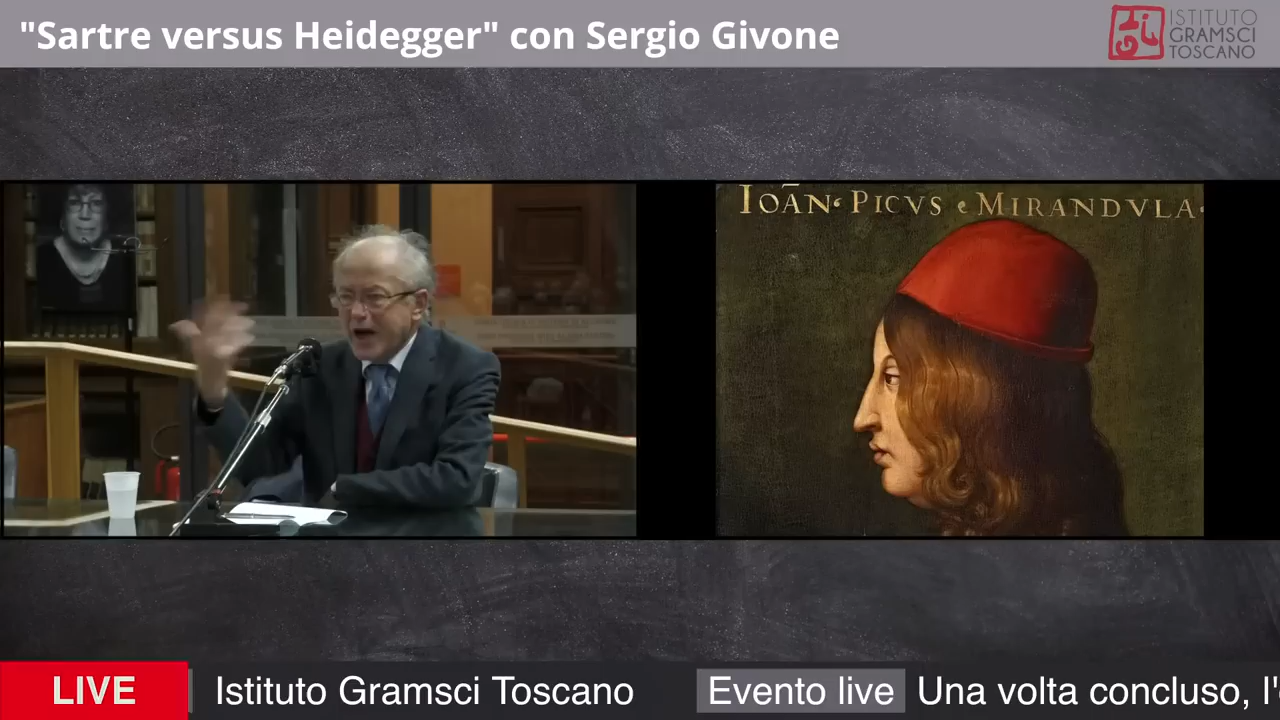 "Sartre versus Heidegger" con Sergio Givone
ISTITUTO
GRAMSCI
TOSCANO
IOĀN· PICVS e MIRANDVLA·
LIVE
Istituto Gramsci Toscano
Evento live
Una volta concluso, l'